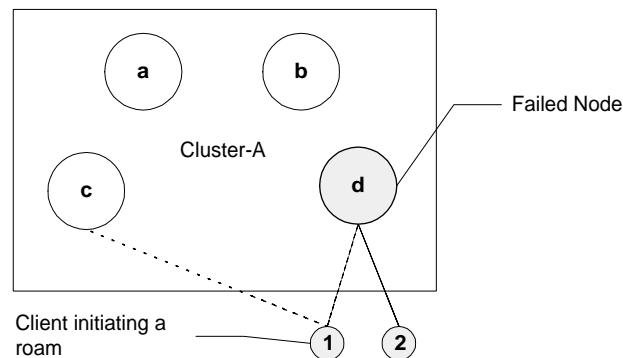 a
b
Failed Node
Cluster-A
c
d
Client initiating a
roam
1
2